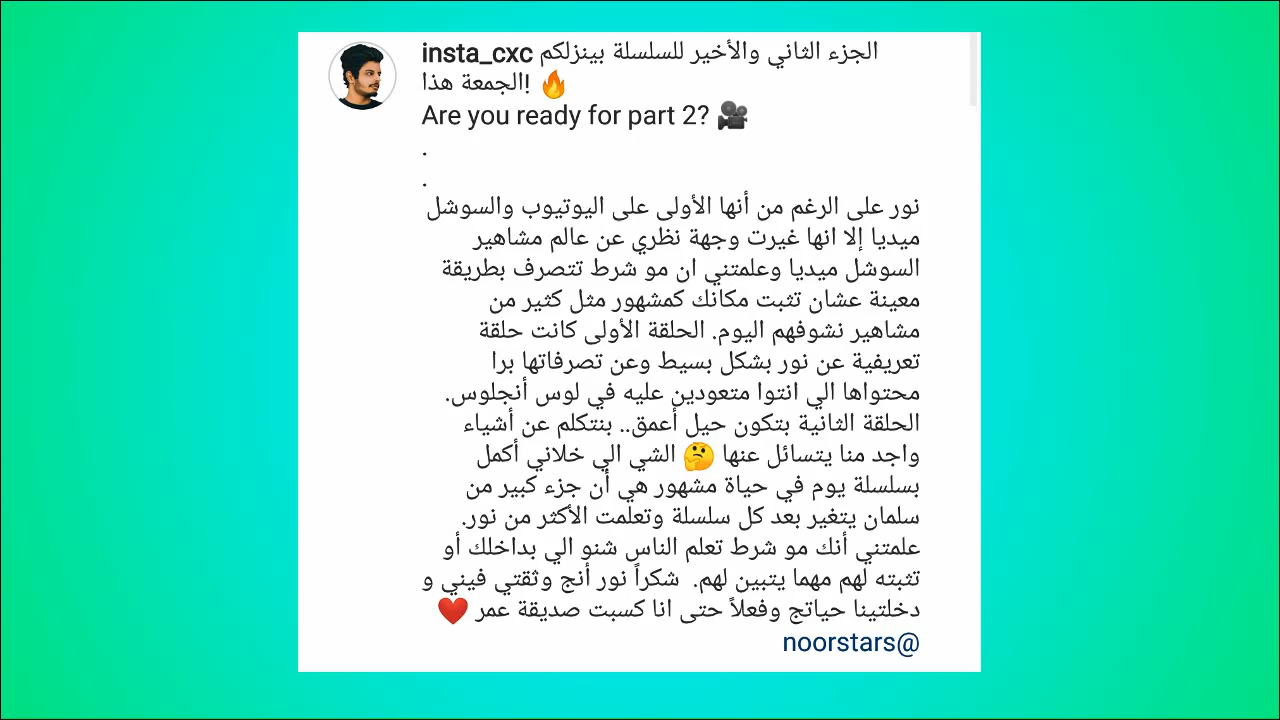 insta_cxc الجزء الثاني والأخير للسلسلة بينزلكم
الجمعة هذا! 🔥
Are you ready for part 2? 🎥
.
.
نور على الرغم من أنها الأولى على اليوتيوب والسوشل
ميديا إلا انها غيرت وجهة نظري عن عالم مشاهير
السوشل ميديا وعلمتني ان مو شرط تتصرف بطريقة
معينة عشان تثبت مكانك كمشهور مثل كثير من
مشاهير نشوفهم اليوم. الحلقة الأولى كانت حلقة
تعريفية عن نور بشكل بسيط وعن تصرفاتها برا
محتواها الي انتوا متعودين عليه في لوس أنجلوس.
الحلقة الثانية بتكون حيل أعمق.. بنتكلم عن أشياء
واجد منا يتسائل عنها 🤔 الشي الي خلاني أكمل
بسلسلة يوم في حياة مشهور هي أن جزء كبير من
سلمان يتغير بعد كل سلسلة وتعلمت الأكثر من نور.
علمتني أنك مو شرط تعلم الناس شنو الي بداخلك أو
تثبته لهم مهما يتبين لهم. شكراً نور أنج وثقتي فيني و
دخلتينا حياتج وفعلاً حتى انا كسبت صديقة عمر ❤️
@noorstars